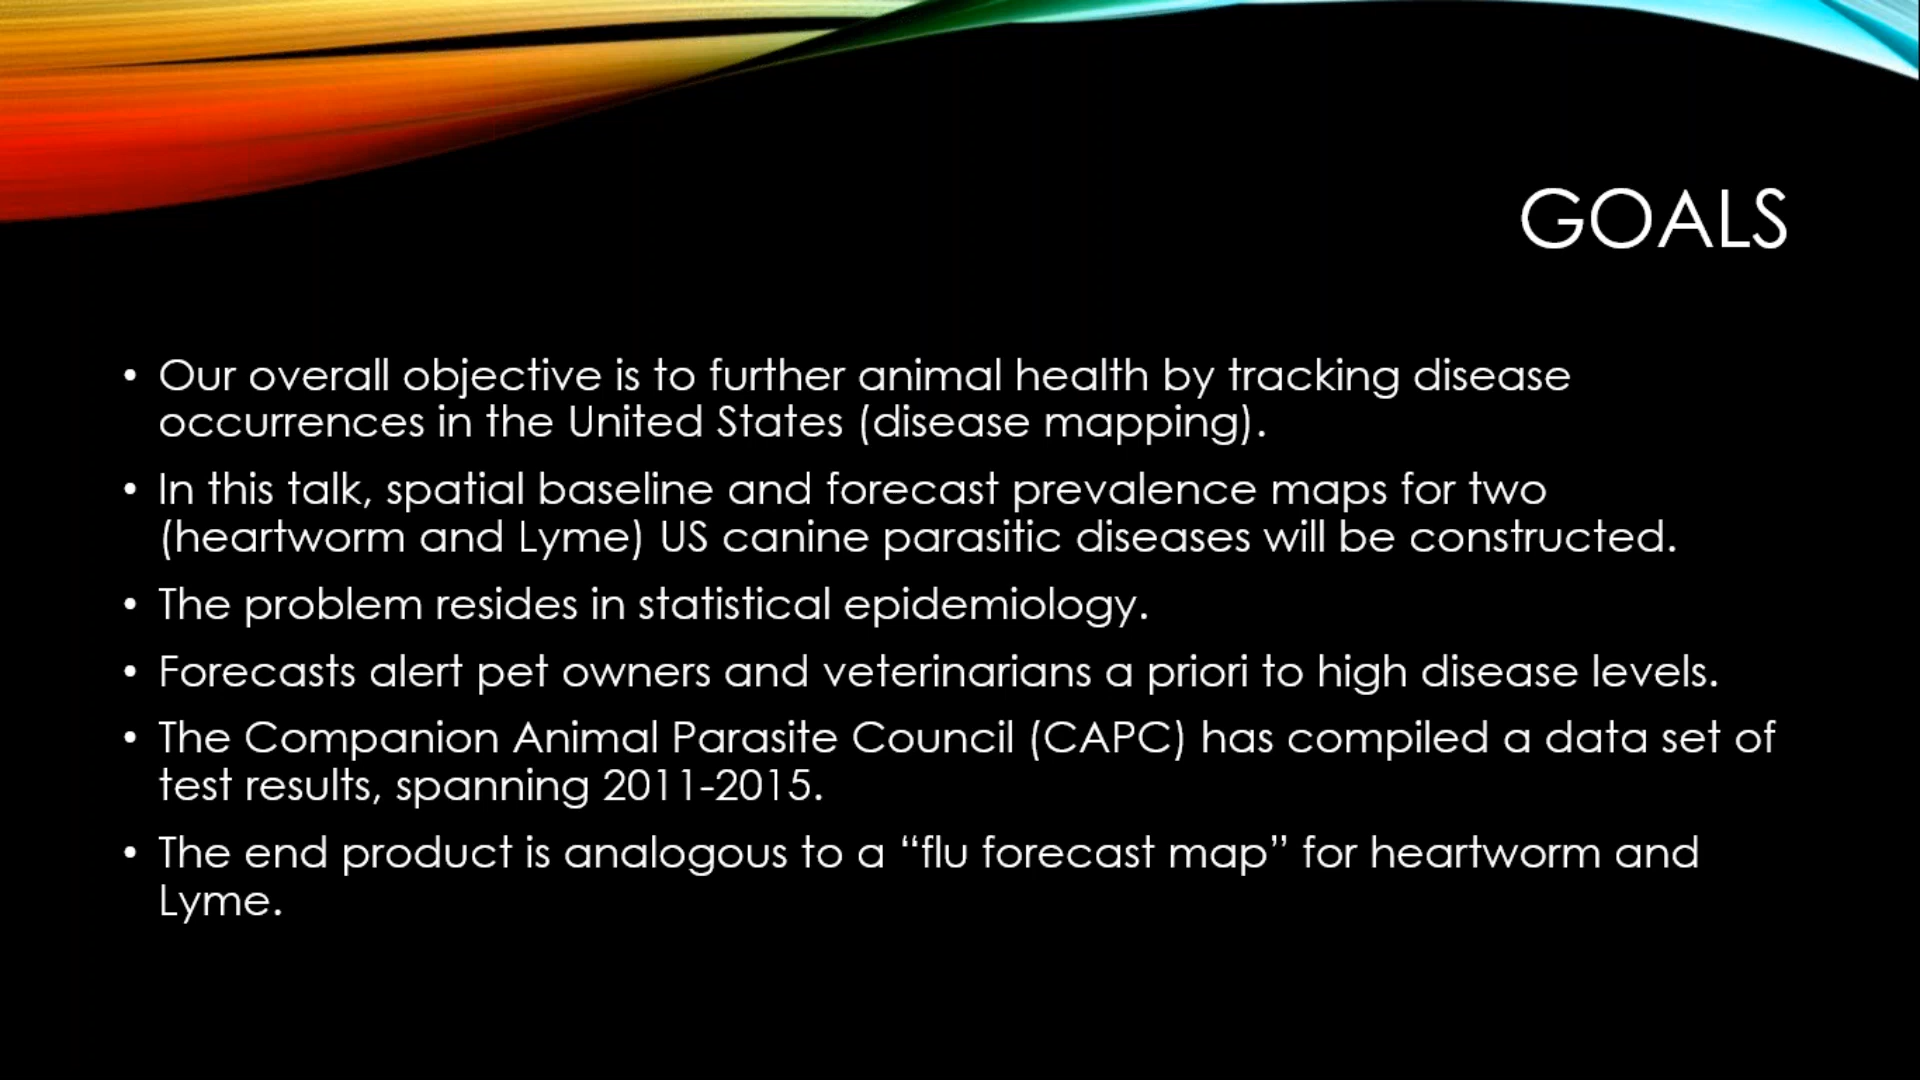 GOALS
• Our overall objective is to further animal health by tracking disease
occurrences in the United States (disease mapping).
• In this talk, spatial baseline and forecast prevalence maps for two
(heartworm and Lyme) US canine parasitic diseases will be constructed.
• The problem resides in statistical epidemiology.
• Forecasts alert pet owners and veterinarians a priori to high disease levels.
• The Companion Animal Parasite Council (CAPC) has compiled a data set of
test results, spanning 2011-2015.
• The end product is analogous to a “flu forecast map” for heartworm and
Lyme.